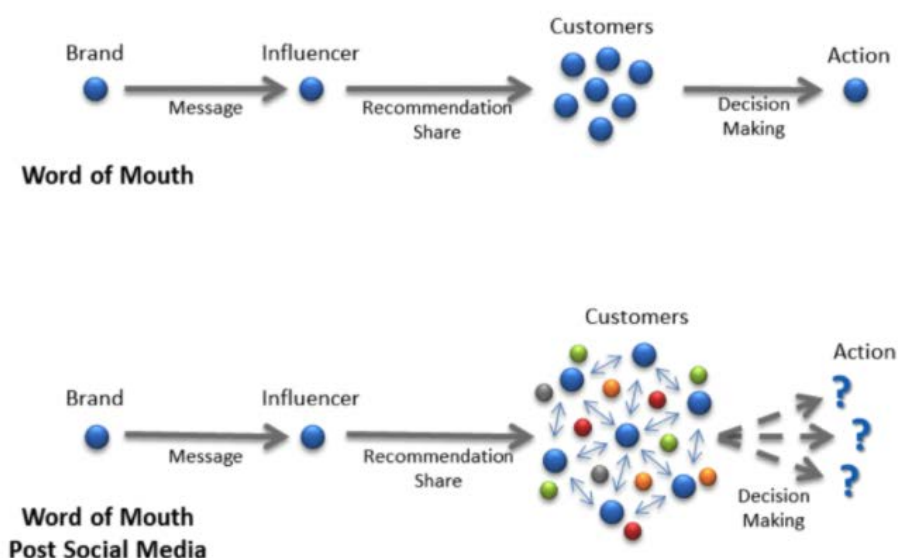 Customers
Brand
Influencer
Action
Message
Recommendation
Share
Decision
Making
Word of Mouth
Customers
Action
Brand
Influencer
?
?
?
Message
Recommendation
Share
Decision
Making
Word of Mouth
Post Social Media